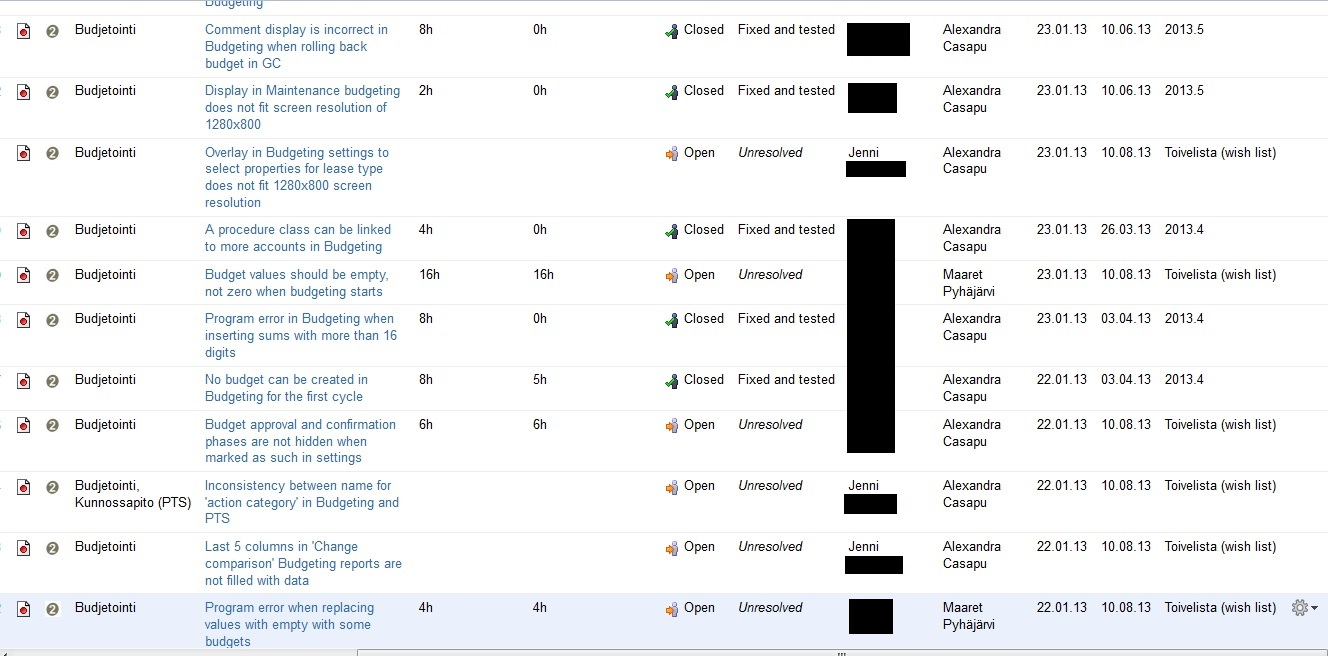 Budgeting
2 Budjetointi Comment display is incorrect in 8h 0h Closed Fixed and tested Alexandra 23.01.13 10.06.13 2013.5
Budgeting when rolling back Casapu
budget in GC
2 Budjetointi Display in Maintenance budgeting 2h 0h Closed Fixed and tested Alexandra 23.01.13 10.06.13 2013.5
does not fit screen resolution of Casapu
1280x800
2 Budjetointi Overlay in Budgeting settings to Open Unresolved Jenni Alexandra 23.01.13 10.08.13 Toivelista (wish list)
select properties for lease type Casapu
does not fit 1280x800 screen
resolution
2 Budjetointi A procedure class can be linked 4h 0h Closed Fixed and tested Alexandra 23.01.13 26.03.13 2013.4
to more accounts in Budgeting Casapu
2 Budjetointi Budget values should be empty, 16h 16h Open Unresolved Maaret 23.01.13 10.08.13 Toivelista (wish list)
not zero when budgeting starts Pyhäjärvi
2 Budjetointi Program error in Budgeting when 8h 0h Closed Fixed and tested Alexandra 23.01.13 03.04.13 2013.4
inserting sums with more than 16 Casapu
digits
2 Budjetointi No budget can be created in 8h 5h Closed Fixed and tested Alexandra 22.01.13 03.04.13 2013.4
Budgeting for the first cycle Casapu
2 Budjetointi Budget approval and confirmation 6h 6h Open Unresolved Alexandra 22.01.13 10.08.13 Toivelista (wish list)
phases are not hidden when Casapu
marked as such in settings
2 Budjetointi, Inconsistency between name for Open Unresolved Jenni Alexandra 22.01.13 10.08.13 Toivelista (wish list)
Kunnossapito (PTS) 'action category' in Budgeting and Casapu
PTS
2 Budjetointi Last 5 columns in 'Change Open Unresolved Jenni Alexandra 22.01.13 10.08.13 Toivelista (wish list)
comparison' Budgeting reports are Casapu
not filled with data
2 Budjetointi Program error when replacing 4h 4h Open Unresolved Maaret 22.01.13 10.08.13 Toivelista (wish list)
values with empty with some Pyhäjärvi
budgets